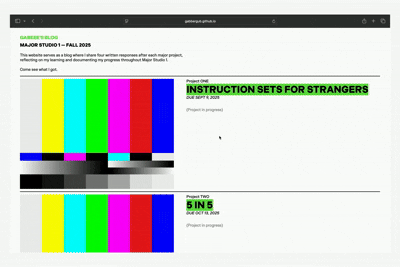 gabberguti.github.io
GABEGE'S BLOG
MAJOR STUDIO 1 — FALL 2025
This website serves as a blog where I share four written responses after each major project,
reflecting on my learning and documenting my progress throughout Major Studio 1.
Come see what I got.
Project ONE
INSTRUCTION SETS FOR STRANGERS
DUE SEPT 11, 2025
(Project in progress)
Project TWO
5 IN 5
DUE OCT 13, 2025
(Project in progress)